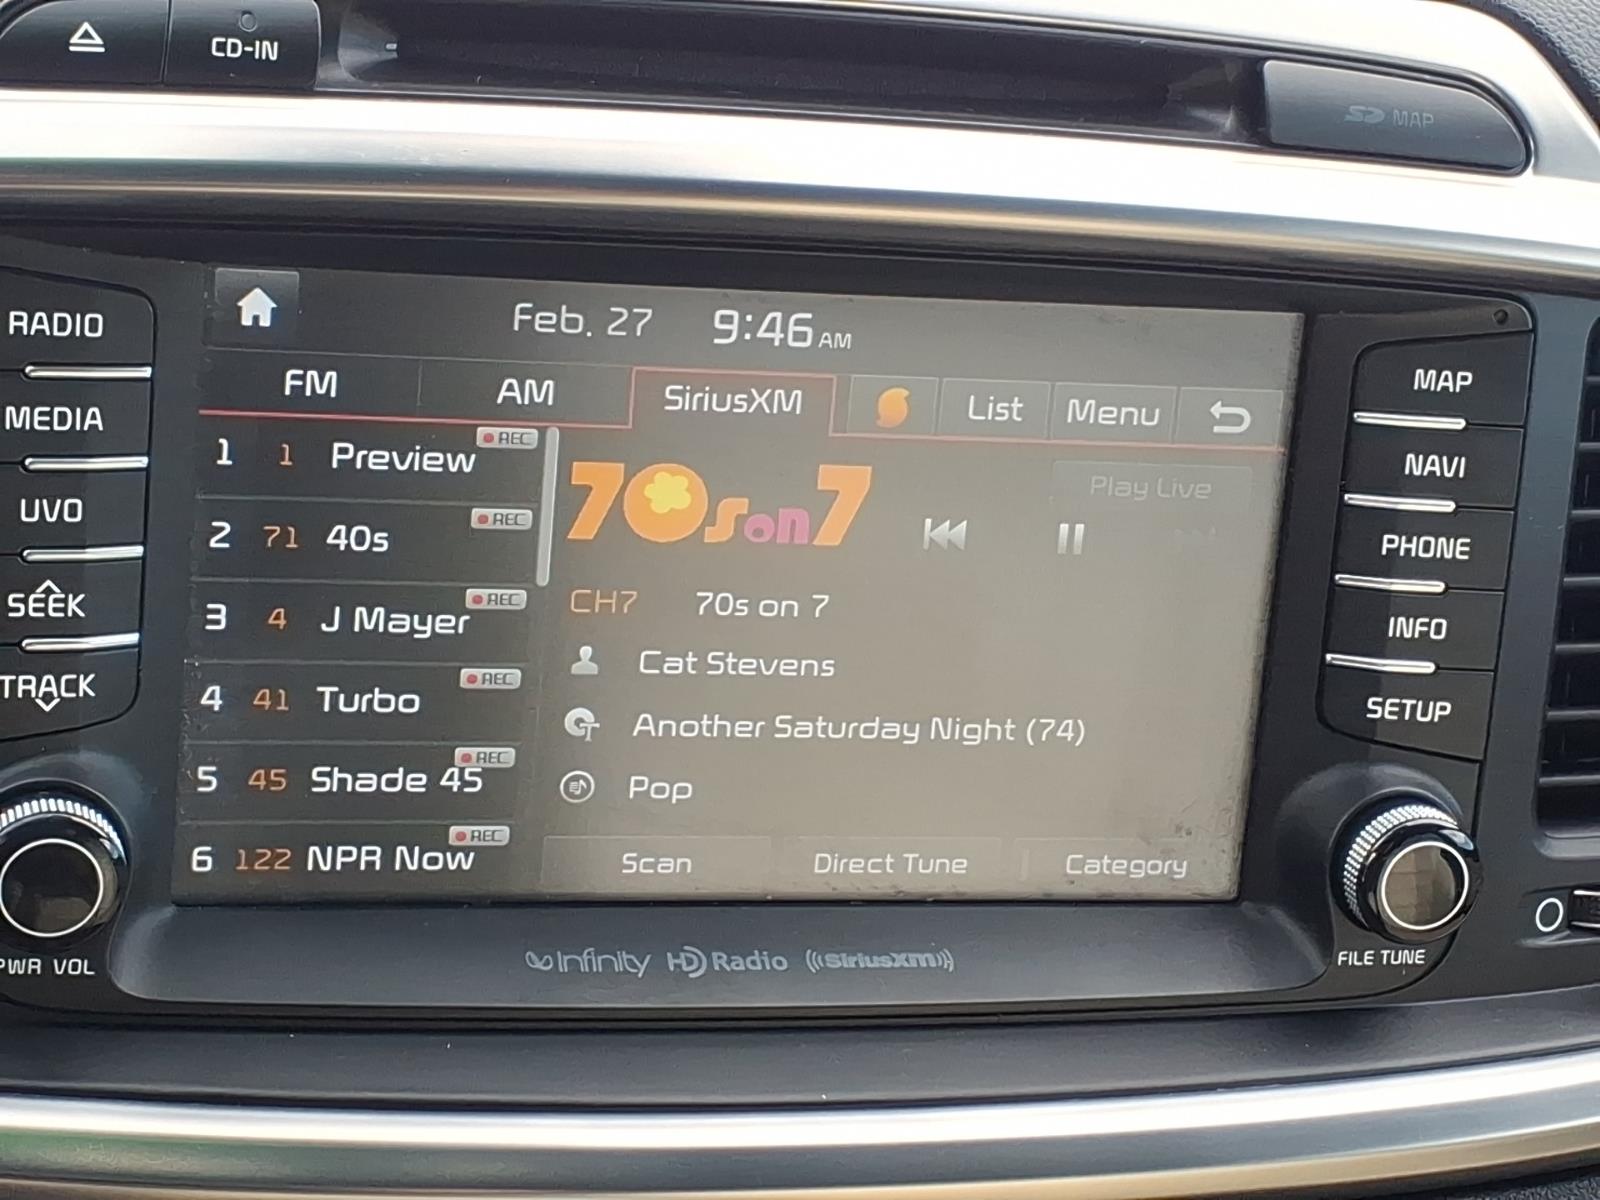 CD-IN
SD MAP
RADIO
MEDIA
UVO
SEEK
TRACK
PWR VOL
Feb. 27 9:46 AM
FM AM SiriusXM List Menu
1 1 Preview REC
2 71 40s REC
3 4 J Mayer REC
4 41 Turbo REC
5 45 Shade 45 REC
6 122 NPR Now REC
70s on 7
Play Live
CH7 70s on 7
Cat Stevens
Another Saturday Night (74)
Pop
Scan Direct Tune Category
MAP
NAVI
PHONE
INFO
SETUP
FILE TUNE
Infinity HD Radio ((SiriusXM))